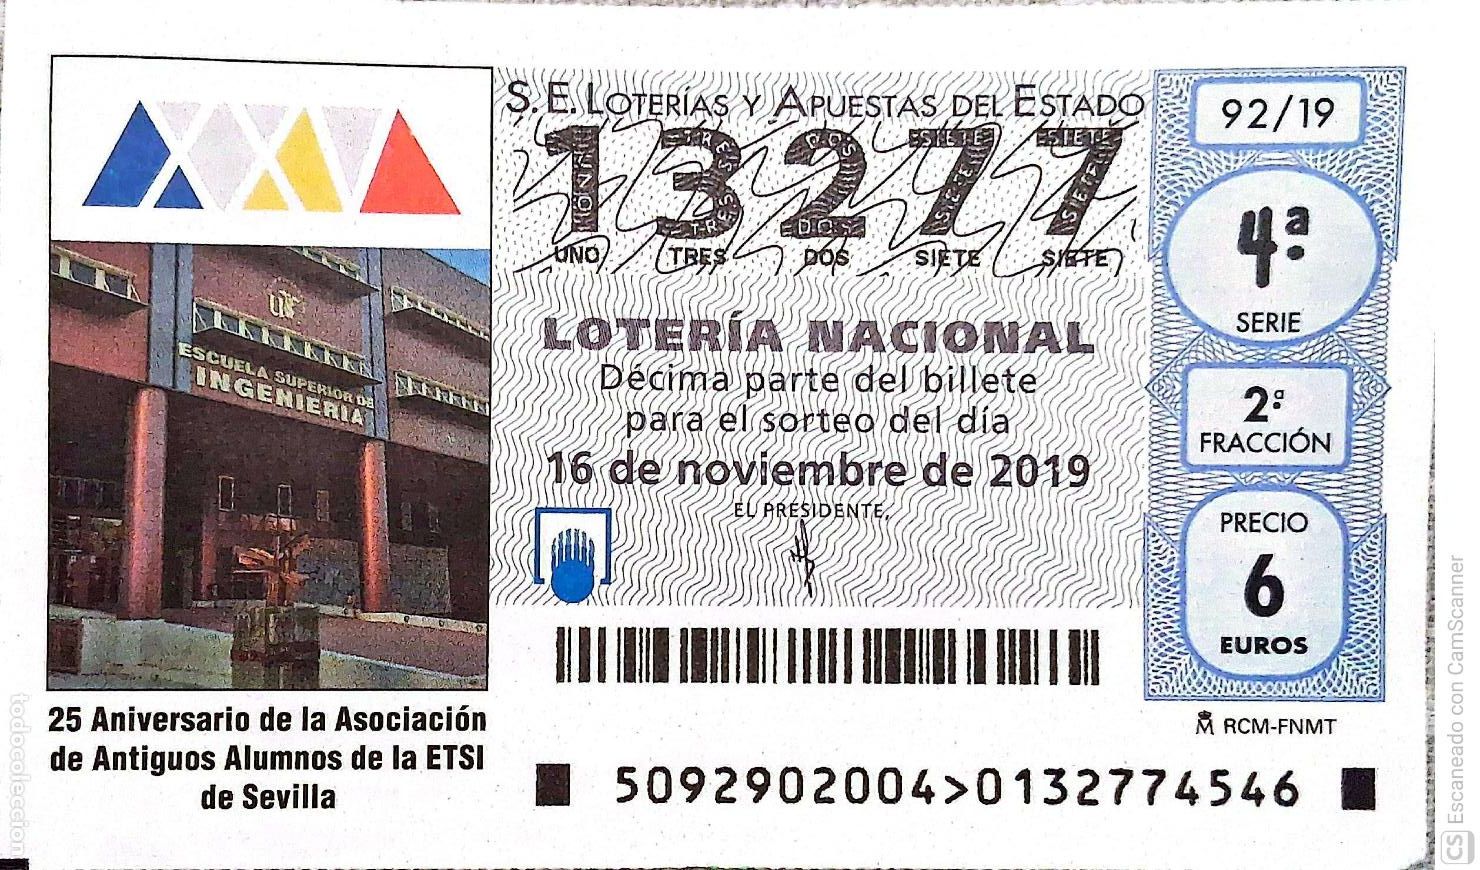 S. E. LOTERÍAS Y APUESTAS DEL ESTADO
13277
UNO TRES DOS SIETE SIETE
LOTERÍA NACIONAL
Décima parte del billete
para el sorteo del día
16 de noviembre de 2019
EL PRESIDENTE,
92/19
4ª
SERIE
2ª
FRACCIÓN
PRECIO
6
EUROS
RCM-FNMT
5092902004>0132774546
ESCUELA SUPERIOR DE
INGENIERIA
25 Aniversario de la Asociación
de Antiguos Alumnos de la ETSI
de Sevilla
todocoleccion
CS Escaneado con CamScanner